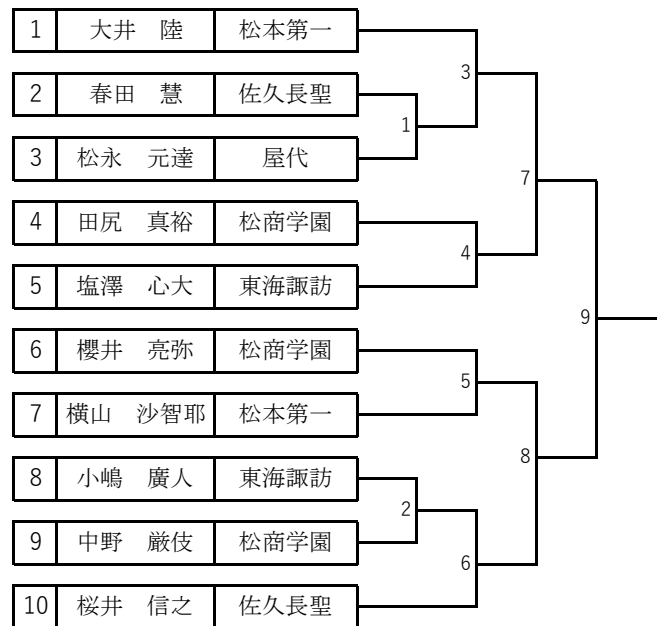 1 大井　陸 松本第一
3
2 春田　慧 佐久長聖
1
3 松永　元達 屋代
7
4 田尻　真裕 松商学園
4
5 塩澤　心大 東海諏訪
9
6 櫻井　亮弥 松商学園
5
7 横山　沙智耶 松本第一
8
8 小嶋　廣人 東海諏訪
2
9 中野　厳伎 松商学園
6
10 桜井　信之 佐久長聖